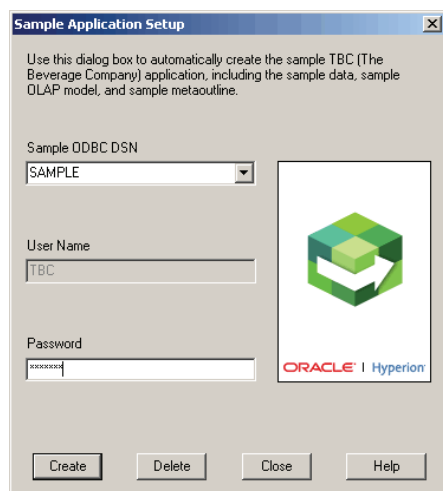 Sample Application Setup
Use this dialog box to automatically create the sample TBC (The
Beverage Company) application, including the sample data, sample
OLAP model, and sample metaoutline.
Sample ODBC DSN
SAMPLE
User Name
TBC
Password
*******
ORACLE | Hyperion
Create Delete Close Help